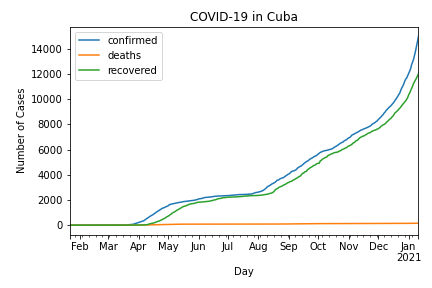 COVID-19 in Cuba
confirmed
deaths
recovered
Number of Cases
14000
12000
10000
8000
6000
4000
2000
0
Feb Mar Apr May Jun Jul Aug Sep Oct Nov Dec Jan
2021
Day